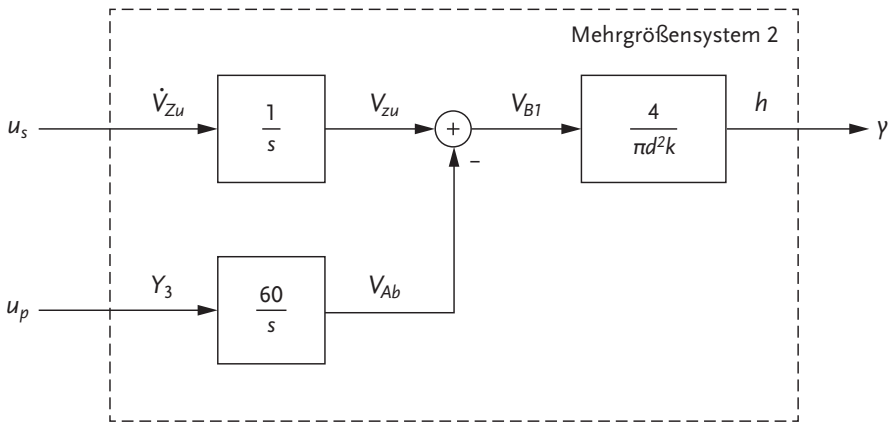 Mehrgrößensystem 2
u_s
V̇_Zu
1
s
V_zu
+
–
V_B1
4
πd²k
h
γ
u_p
Y_3
60
s
V_Ab